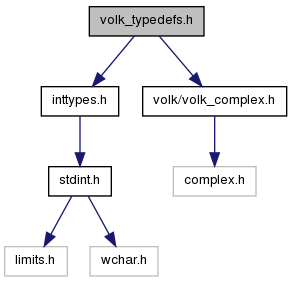 volk_typedefs.h
inttypes.h
volk/volk_complex.h
stdint.h
complex.h
limits.h
wchar.h